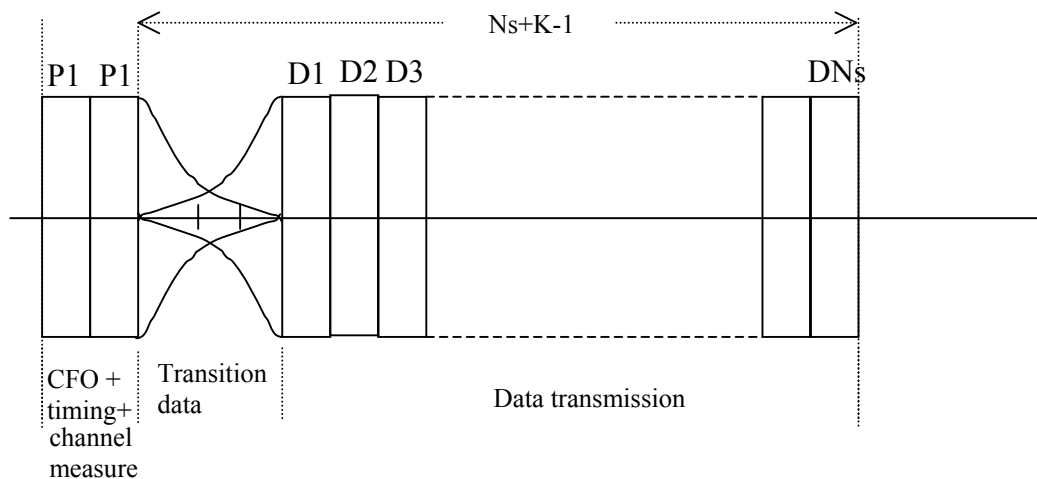 Ns+K-1
P1 P1 D1 D2 D3 DNs
CFO +
timing+
channel
measure
Transition
data
Data transmission